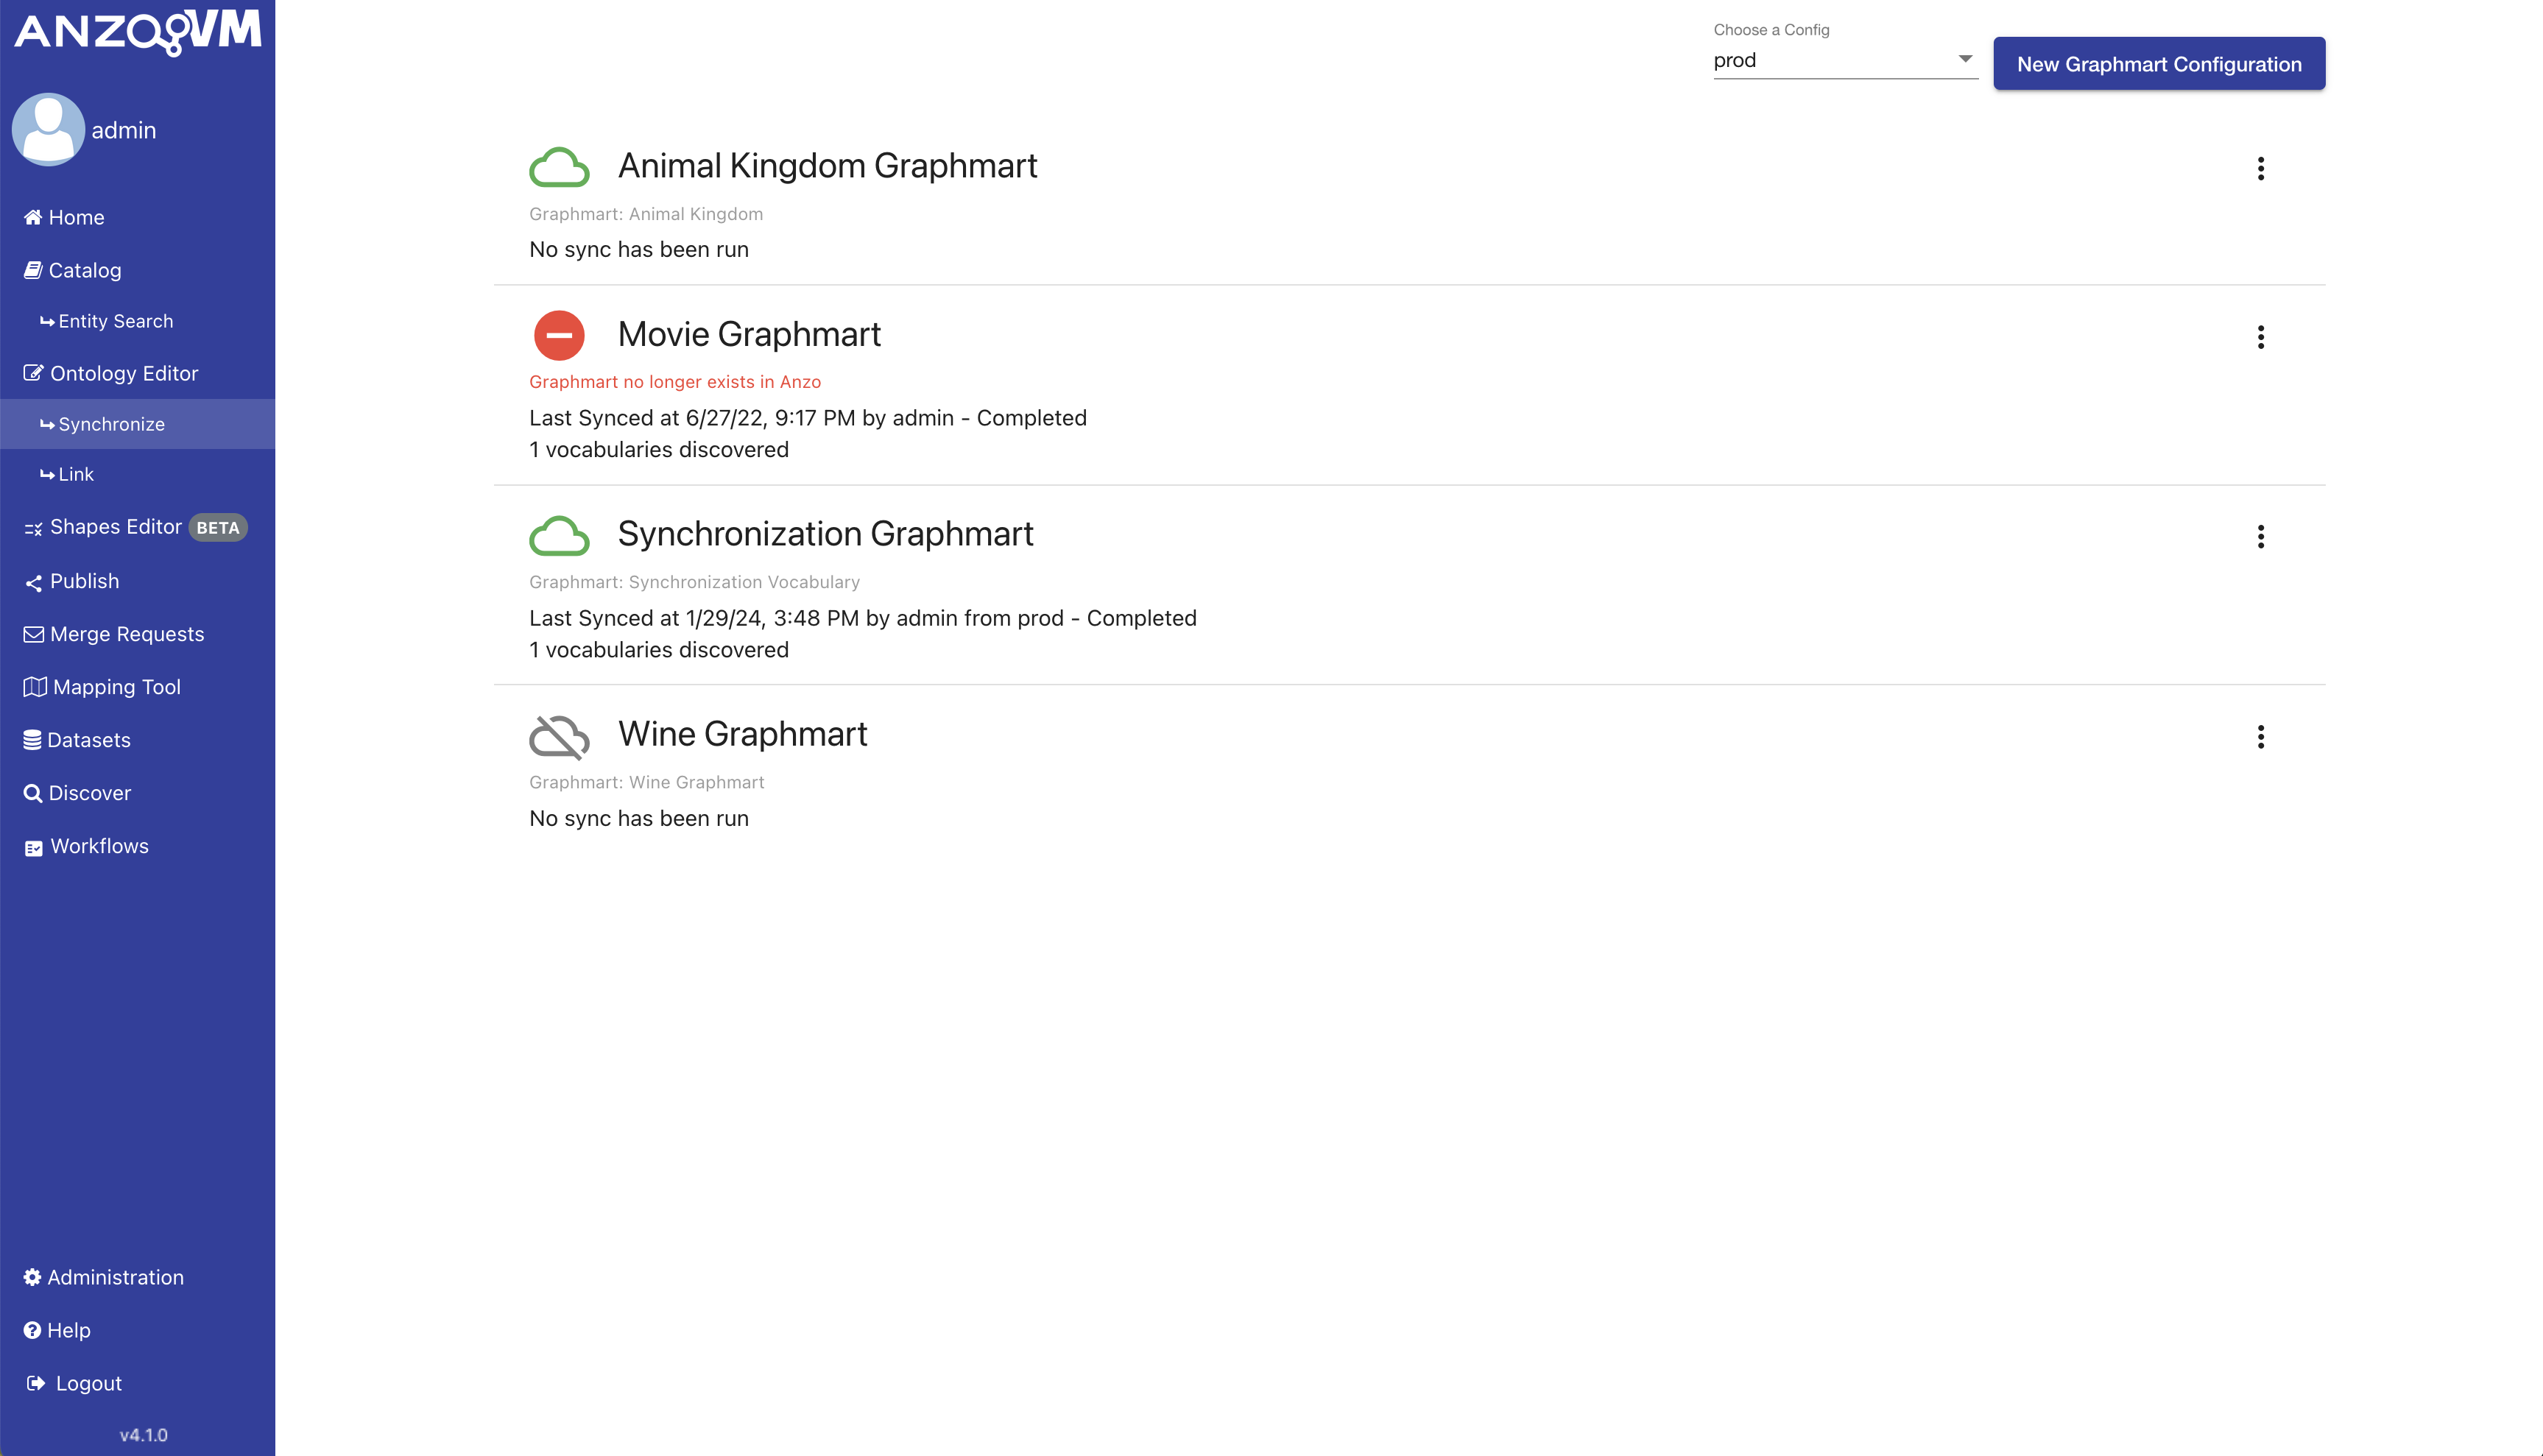 ANZO VM
admin
Home
Catalog
Entity Search
Ontology Editor
Synchronize
Link
Shapes Editor BETA
Publish
Merge Requests
Mapping Tool
Datasets
Discover
Workflows
Administration
Help
Logout
v4.1.0
Choose a Config
prod
New Graphmart Configuration
Animal Kingdom Graphmart
Graphmart: Animal Kingdom
No sync has been run
Movie Graphmart
Graphmart no longer exists in Anzo
Last Synced at 6/27/22, 9:17 PM by admin - Completed
1 vocabularies discovered
Synchronization Graphmart
Graphmart: Synchronization Vocabulary
Last Synced at 1/29/24, 3:48 PM by admin from prod - Completed
1 vocabularies discovered
Wine Graphmart
Graphmart: Wine Graphmart
No sync has been run